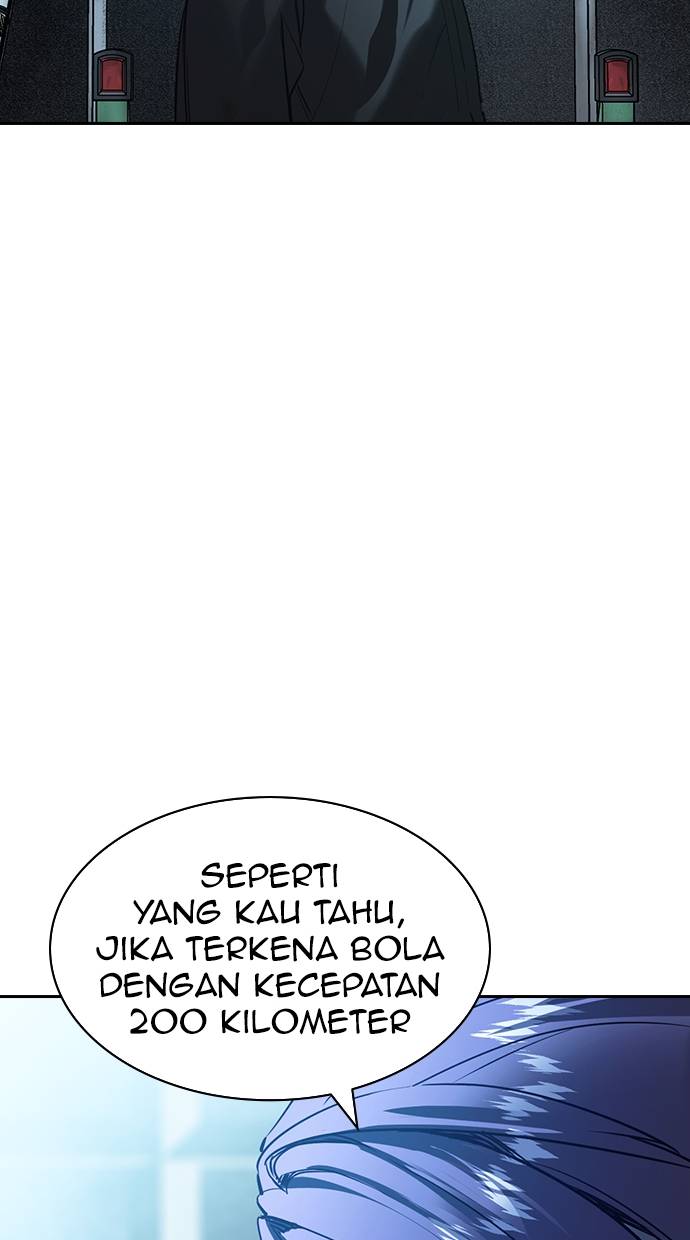 SEPERTI
YANG KAU TAHU,
JIKA TERKENA BOLA
DENGAN KECEPATAN
200 KILOMETER